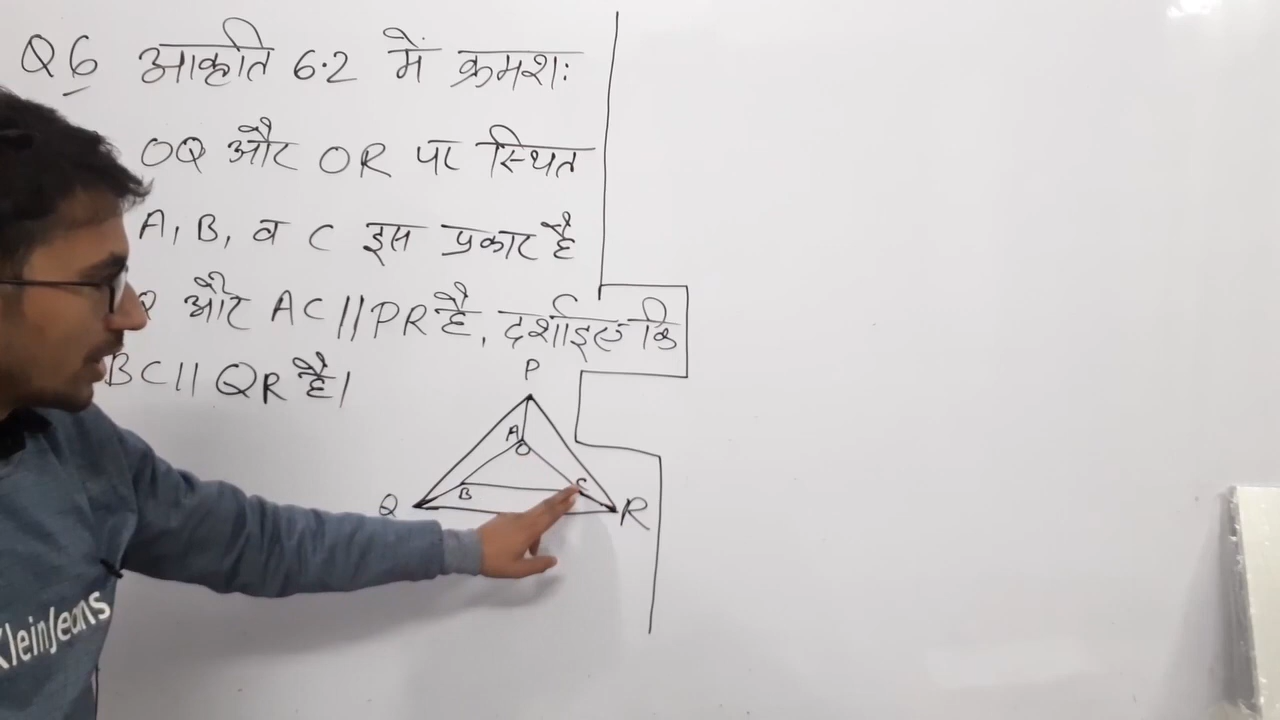 Q6 आकृति 6.2 में क्रमशः
OQ और OR पर स्थित
A, B, व C इस प्रकार है
और AC || PR है, दर्शाइए कि
BC || QR है।
P
A
O
B
C
Q
R
KleinJeans